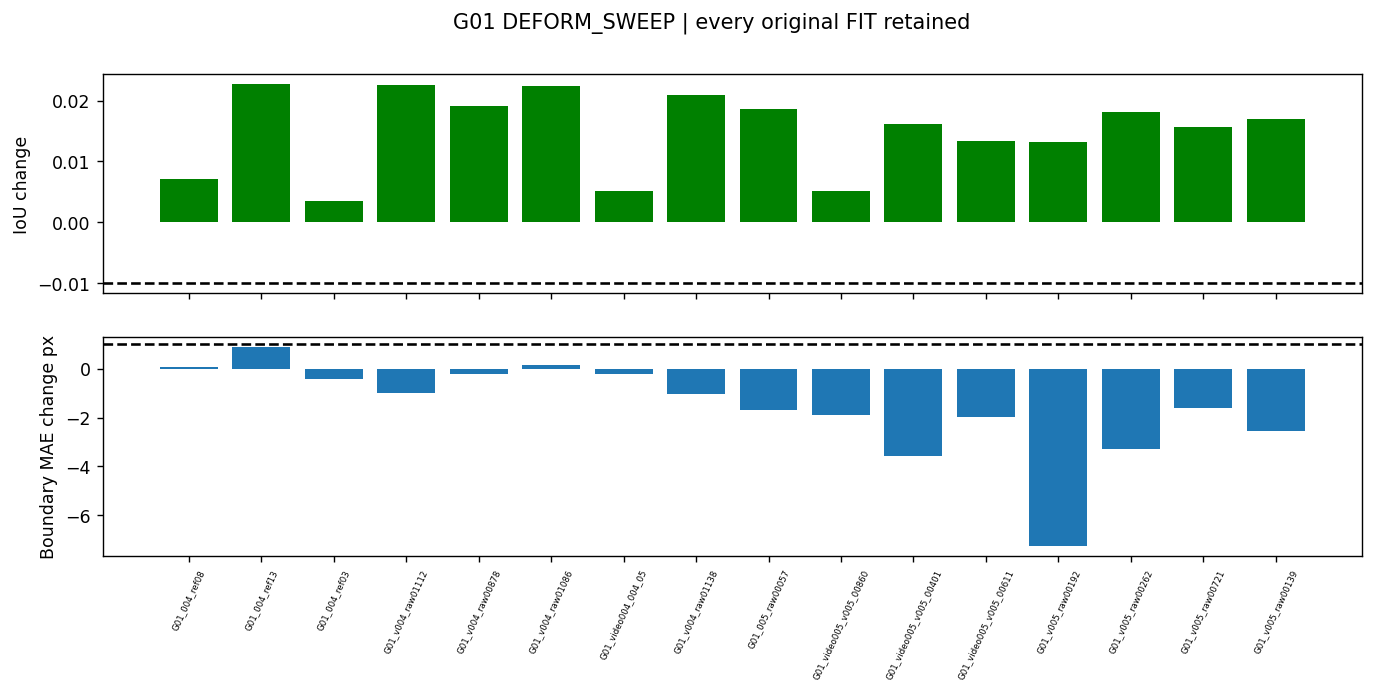 G01 DEFORM_SWEEP | every original FIT retained
IoU change
0.02
0.01
0.00
−0.01
Boundary MAE change px
0
−2
−4
−6
G01_004_ref08
G01_004_ref13
G01_004_ref03
G01_v004_raw01112
G01_v004_raw00878
G01_v004_raw01086
G01_video004_004_05
G01_v004_raw01138
G01_005_raw00057
G01_video005_v005_00860
G01_video005_v005_00401
G01_video005_v005_00611
G01_v005_raw00192
G01_v005_raw00262
G01_v005_raw00721
G01_v005_raw00139